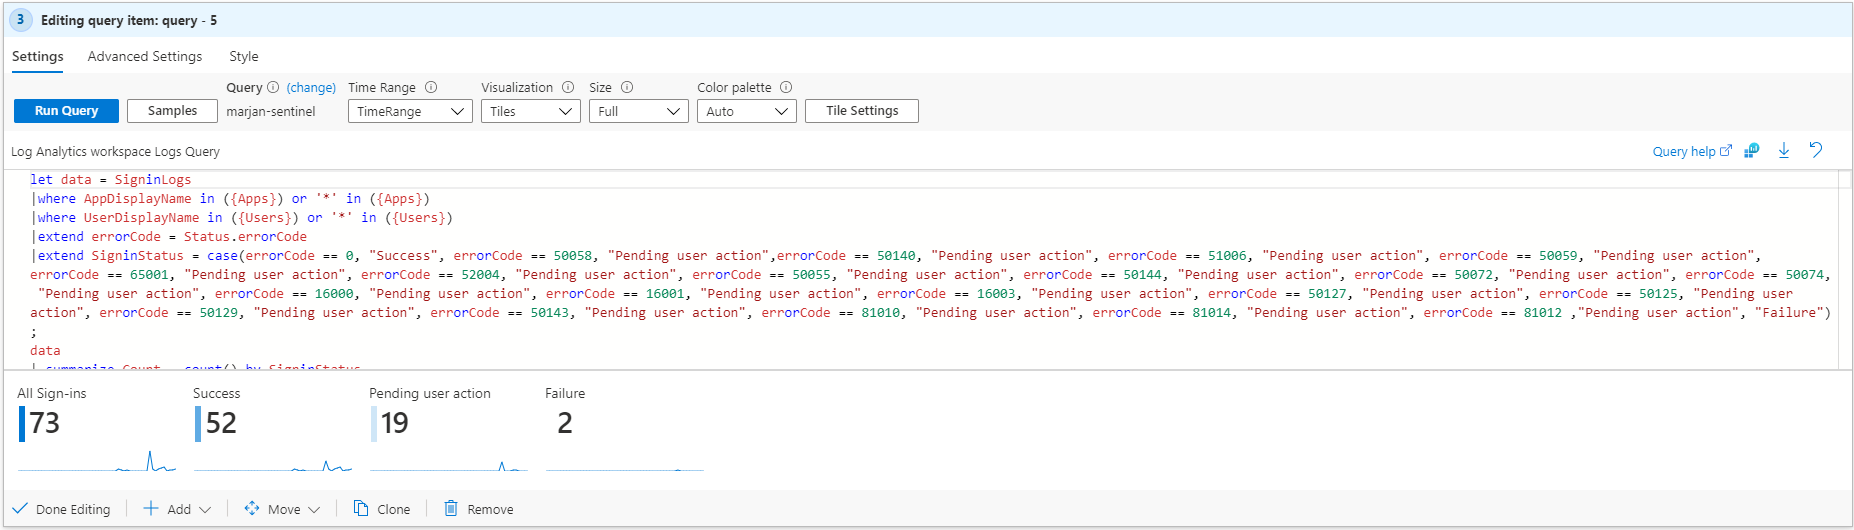 3 Editing query item: query - 5
Settings Advanced Settings Style
Query (change) Time Range Visualization Size Color palette
Run Query Samples marjan-sentinel TimeRange Tiles Full Auto Tile Settings
Log Analytics workspace Logs Query Query help
let data = SigninLogs
|where AppDisplayName in ({Apps}) or '*' in ({Apps})
|where UserDisplayName in ({Users}) or '*' in ({Users})
|extend errorCode = Status.errorCode
|extend SigninStatus = case(errorCode == 0, "Success", errorCode == 50058, "Pending user action",errorCode == 50140, "Pending user action", errorCode == 51006, "Pending user action", errorCode == 50059, "Pending user action",
errorCode == 65001, "Pending user action", errorCode == 52004, "Pending user action", errorCode == 50055, "Pending user action", errorCode == 50144, "Pending user action", errorCode == 50072, "Pending user action", errorCode == 50074,
"Pending user action", errorCode == 16000, "Pending user action", errorCode == 16001, "Pending user action", errorCode == 16003, "Pending user action", errorCode == 50127, "Pending user action", errorCode == 50125, "Pending user
action", errorCode == 50129, "Pending user action", errorCode == 50143, "Pending user action", errorCode == 81010, "Pending user action", errorCode == 81014, "Pending user action", errorCode == 81012 ,"Pending user action", "Failure")
;
data
| summarize Count = count() by SigninStatus
All Sign-ins Success Pending user action Failure
73 52 19 2
Done Editing Add Move Clone Remove